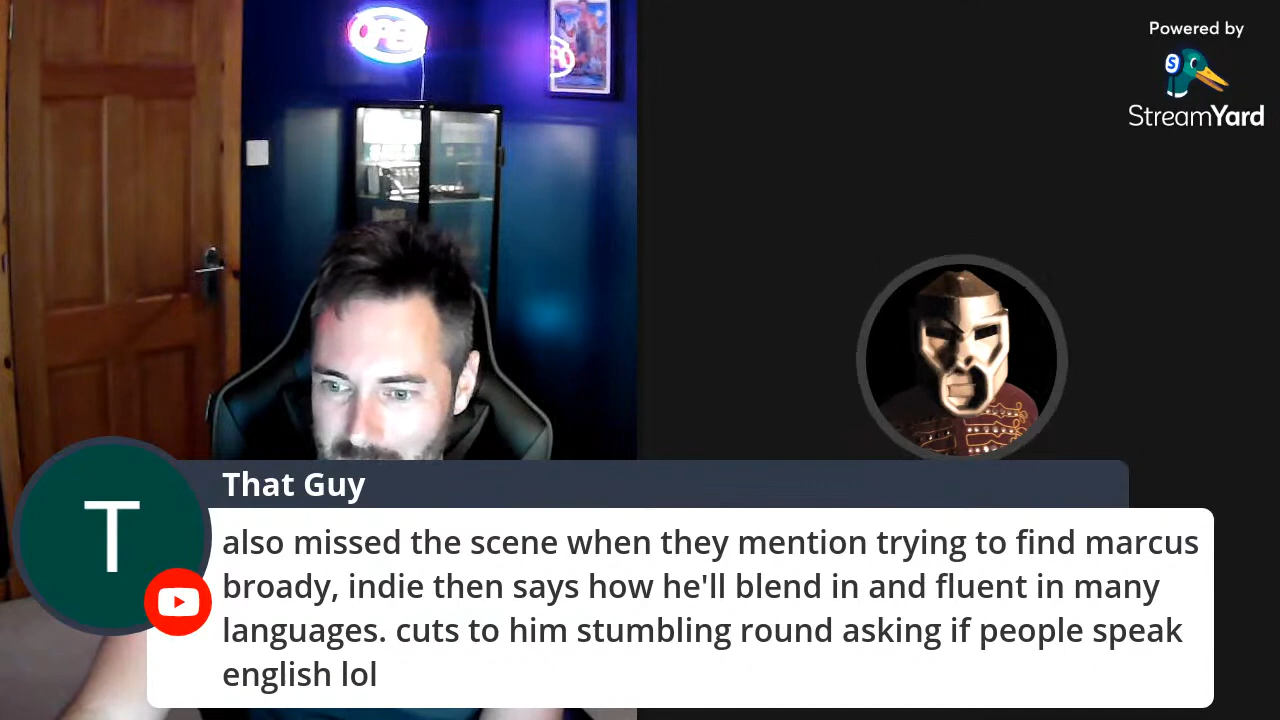 Powered by
S
StreamYard
T
That Guy
also missed the scene when they mention trying to find marcus
broady, indie then says how he'll blend in and fluent in many
languages. cuts to him stumbling round asking if people speak
english lol